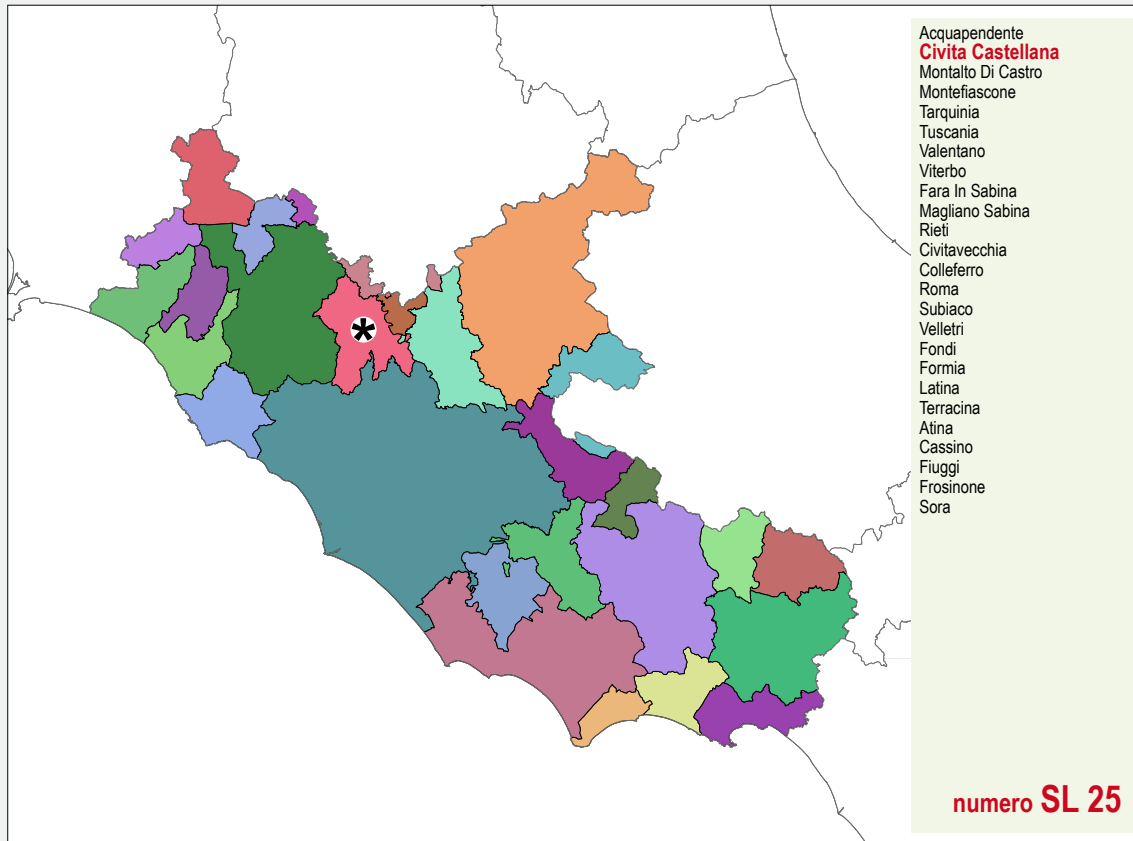 Acquapendente
Civita Castellana
Montalto Di Castro
Montefiascone
Tarquinia
Tuscania
Valentano
Viterbo
Fara In Sabina
Magliano Sabina
Rieti
Civitavecchia
Colleferro
Roma
Subiaco
Velletri
Fondi
Formia
Latina
Terracina
Atina
Cassino
Fiuggi
Frosinone
Sora
numero SL 25